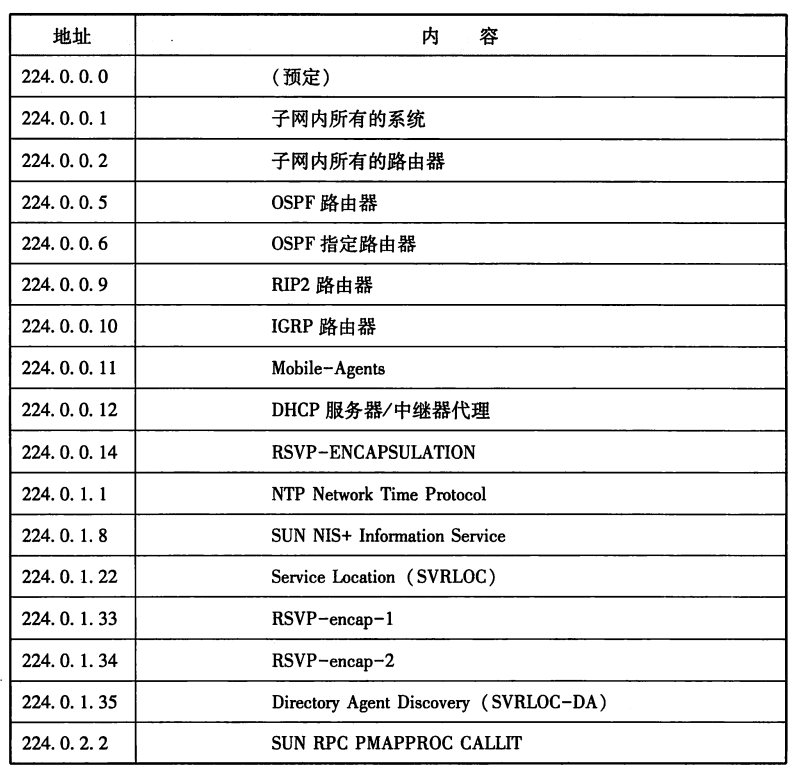 地址 内 容
224. 0. 0. 0 (预定)
224. 0. 0. 1 子网内所有的系统
224. 0. 0. 2 子网内所有的路由器
224. 0. 0. 5 OSPF 路由器
224. 0. 0. 6 OSPF 指定路由器
224. 0. 0. 9 RIP2 路由器
224. 0. 0. 10 IGRP 路由器
224. 0. 0. 11 Mobile-Agents
224. 0. 0. 12 DHCP 服务器/中继器代理
224. 0. 0. 14 RSVP-ENCAPSULATION
224. 0. 1. 1 NTP Network Time Protocol
224. 0. 1. 8 SUN NIS+ Information Service
224. 0. 1. 22 Service Location (SVRLOC)
224. 0. 1. 33 RSVP-encap-1
224. 0. 1. 34 RSVP-encap-2
224. 0. 1. 35 Directory Agent Discovery (SVRLOC-DA)
224. 0. 2. 2 SUN RPC PMAPPROC CALLIT